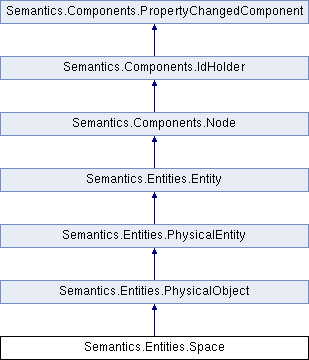 Semantics.Components.PropertyChangedComponent
Semantics.Components.IdHolder
Semantics.Components.Node
Semantics.Entities.Entity
Semantics.Entities.PhysicalEntity
Semantics.Entities.PhysicalObject
Semantics.Entities.Space